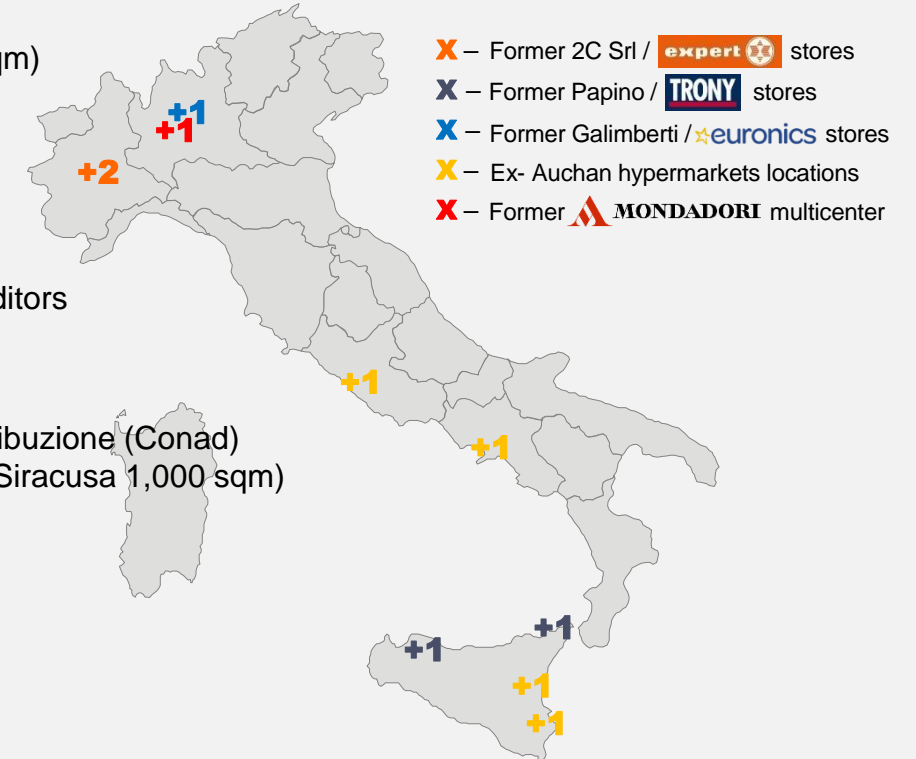 qm)
X – Former 2C Srl / expert stores
X – Former Papino / TRONY stores
X – Former Galimberti / euronics stores
X – Ex- Auchan hypermarkets locations
X – Former MONDADORI multicenter
+1
+1
+2
ditors
+1
ibuzione (Conad)
+1
Siracusa 1,000 sqm)
+1
+1
+1
+1